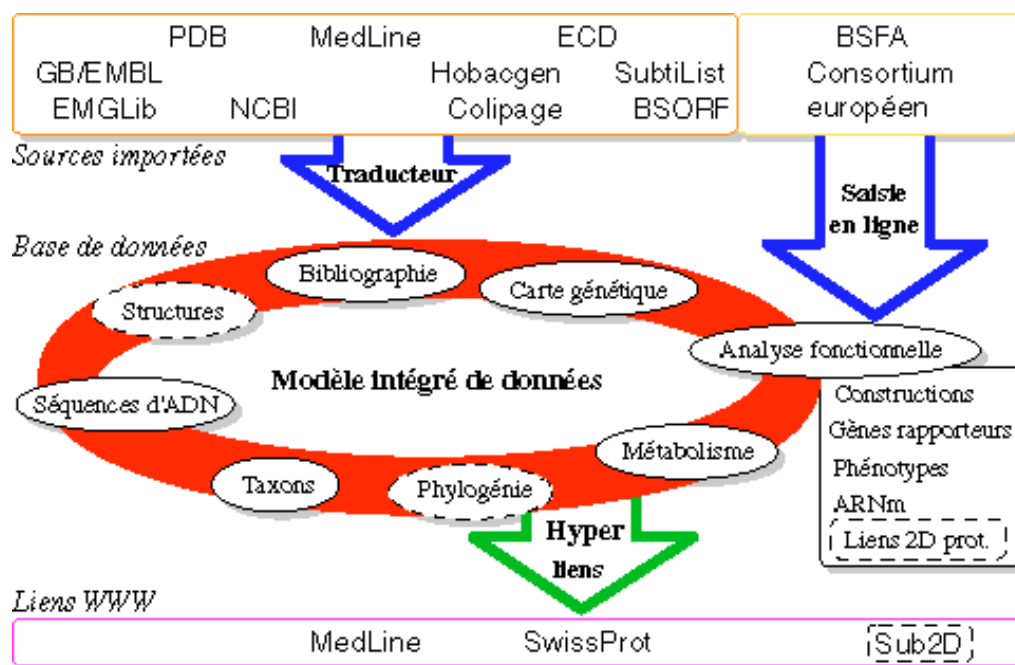 PDB MedLine ECD
GB/EMBL Hobacgen SubtiList
EMGLib NCBI Colipage BSORF
BSFA
Consortium
européen
Sources importées
Traducteur
Saisie
en ligne
Base de données
Bibliographie
Carte génétique
Structures
Analyse fonctionnelle
Modèle intégré de données
Séquences d'ADN
Constructions
Gènes rapporteurs
Phénotypes
ARNm
Liens 2D prot.
Métabolisme
Taxons
Phylogénie
Hyper
liens
Liens WWW
MedLine SwissProt Sub2D